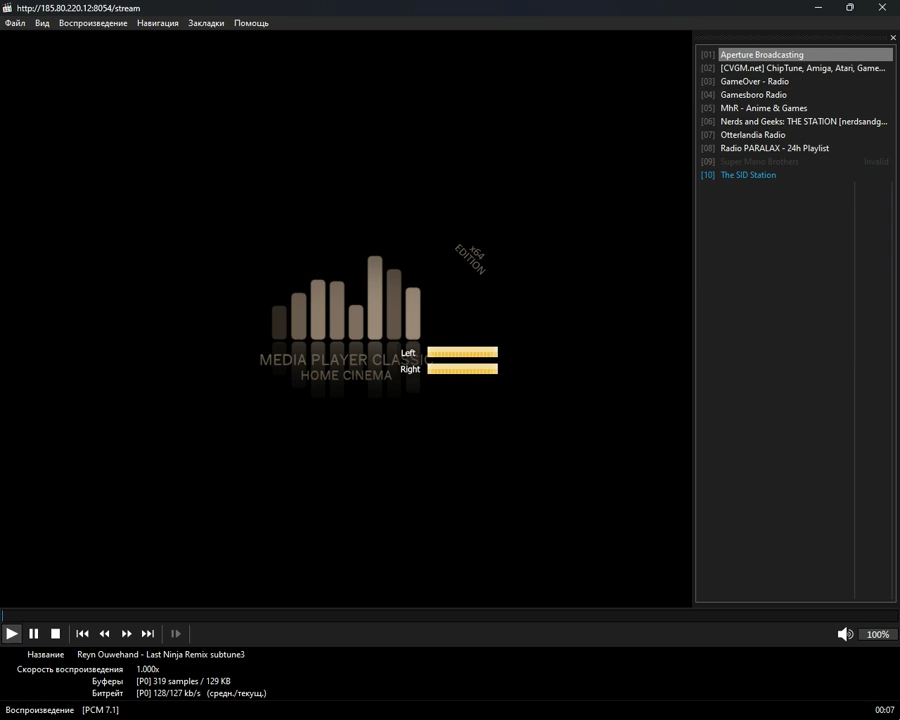 http://185.80.220.12:8054/stream
Файл Вид Воспроизведение Навигация Закладки Помощь
[01] Aperture Broadcasting
[02] [CVGM.net] ChipTune, Amiga, Atari, Game...
[03] GameOver - Radio
[04] Gamesboro Radio
[05] MhR - Anime & Games
[06] Nerds and Geeks: THE STATION [nerdsandg...
[07] Otterlandia Radio
[08] Radio PARALAX - 24h Playlist
[09] Super Mario Brothers Invalid
[10] The SID Station
x64
EDITION
MEDIA PLAYER CLASSIC
HOME CINEMA
Left
Right
100%
Название Reyn Ouwehand - Last Ninja Remix subtune3
Скорость воспроизведения 1.000x
Буферы [P0] 319 samples / 129 KB
Битрейт [P0] 128/127 kb/s (средн./текущ.)
Воспроизведение [PCM 7.1] 00:07